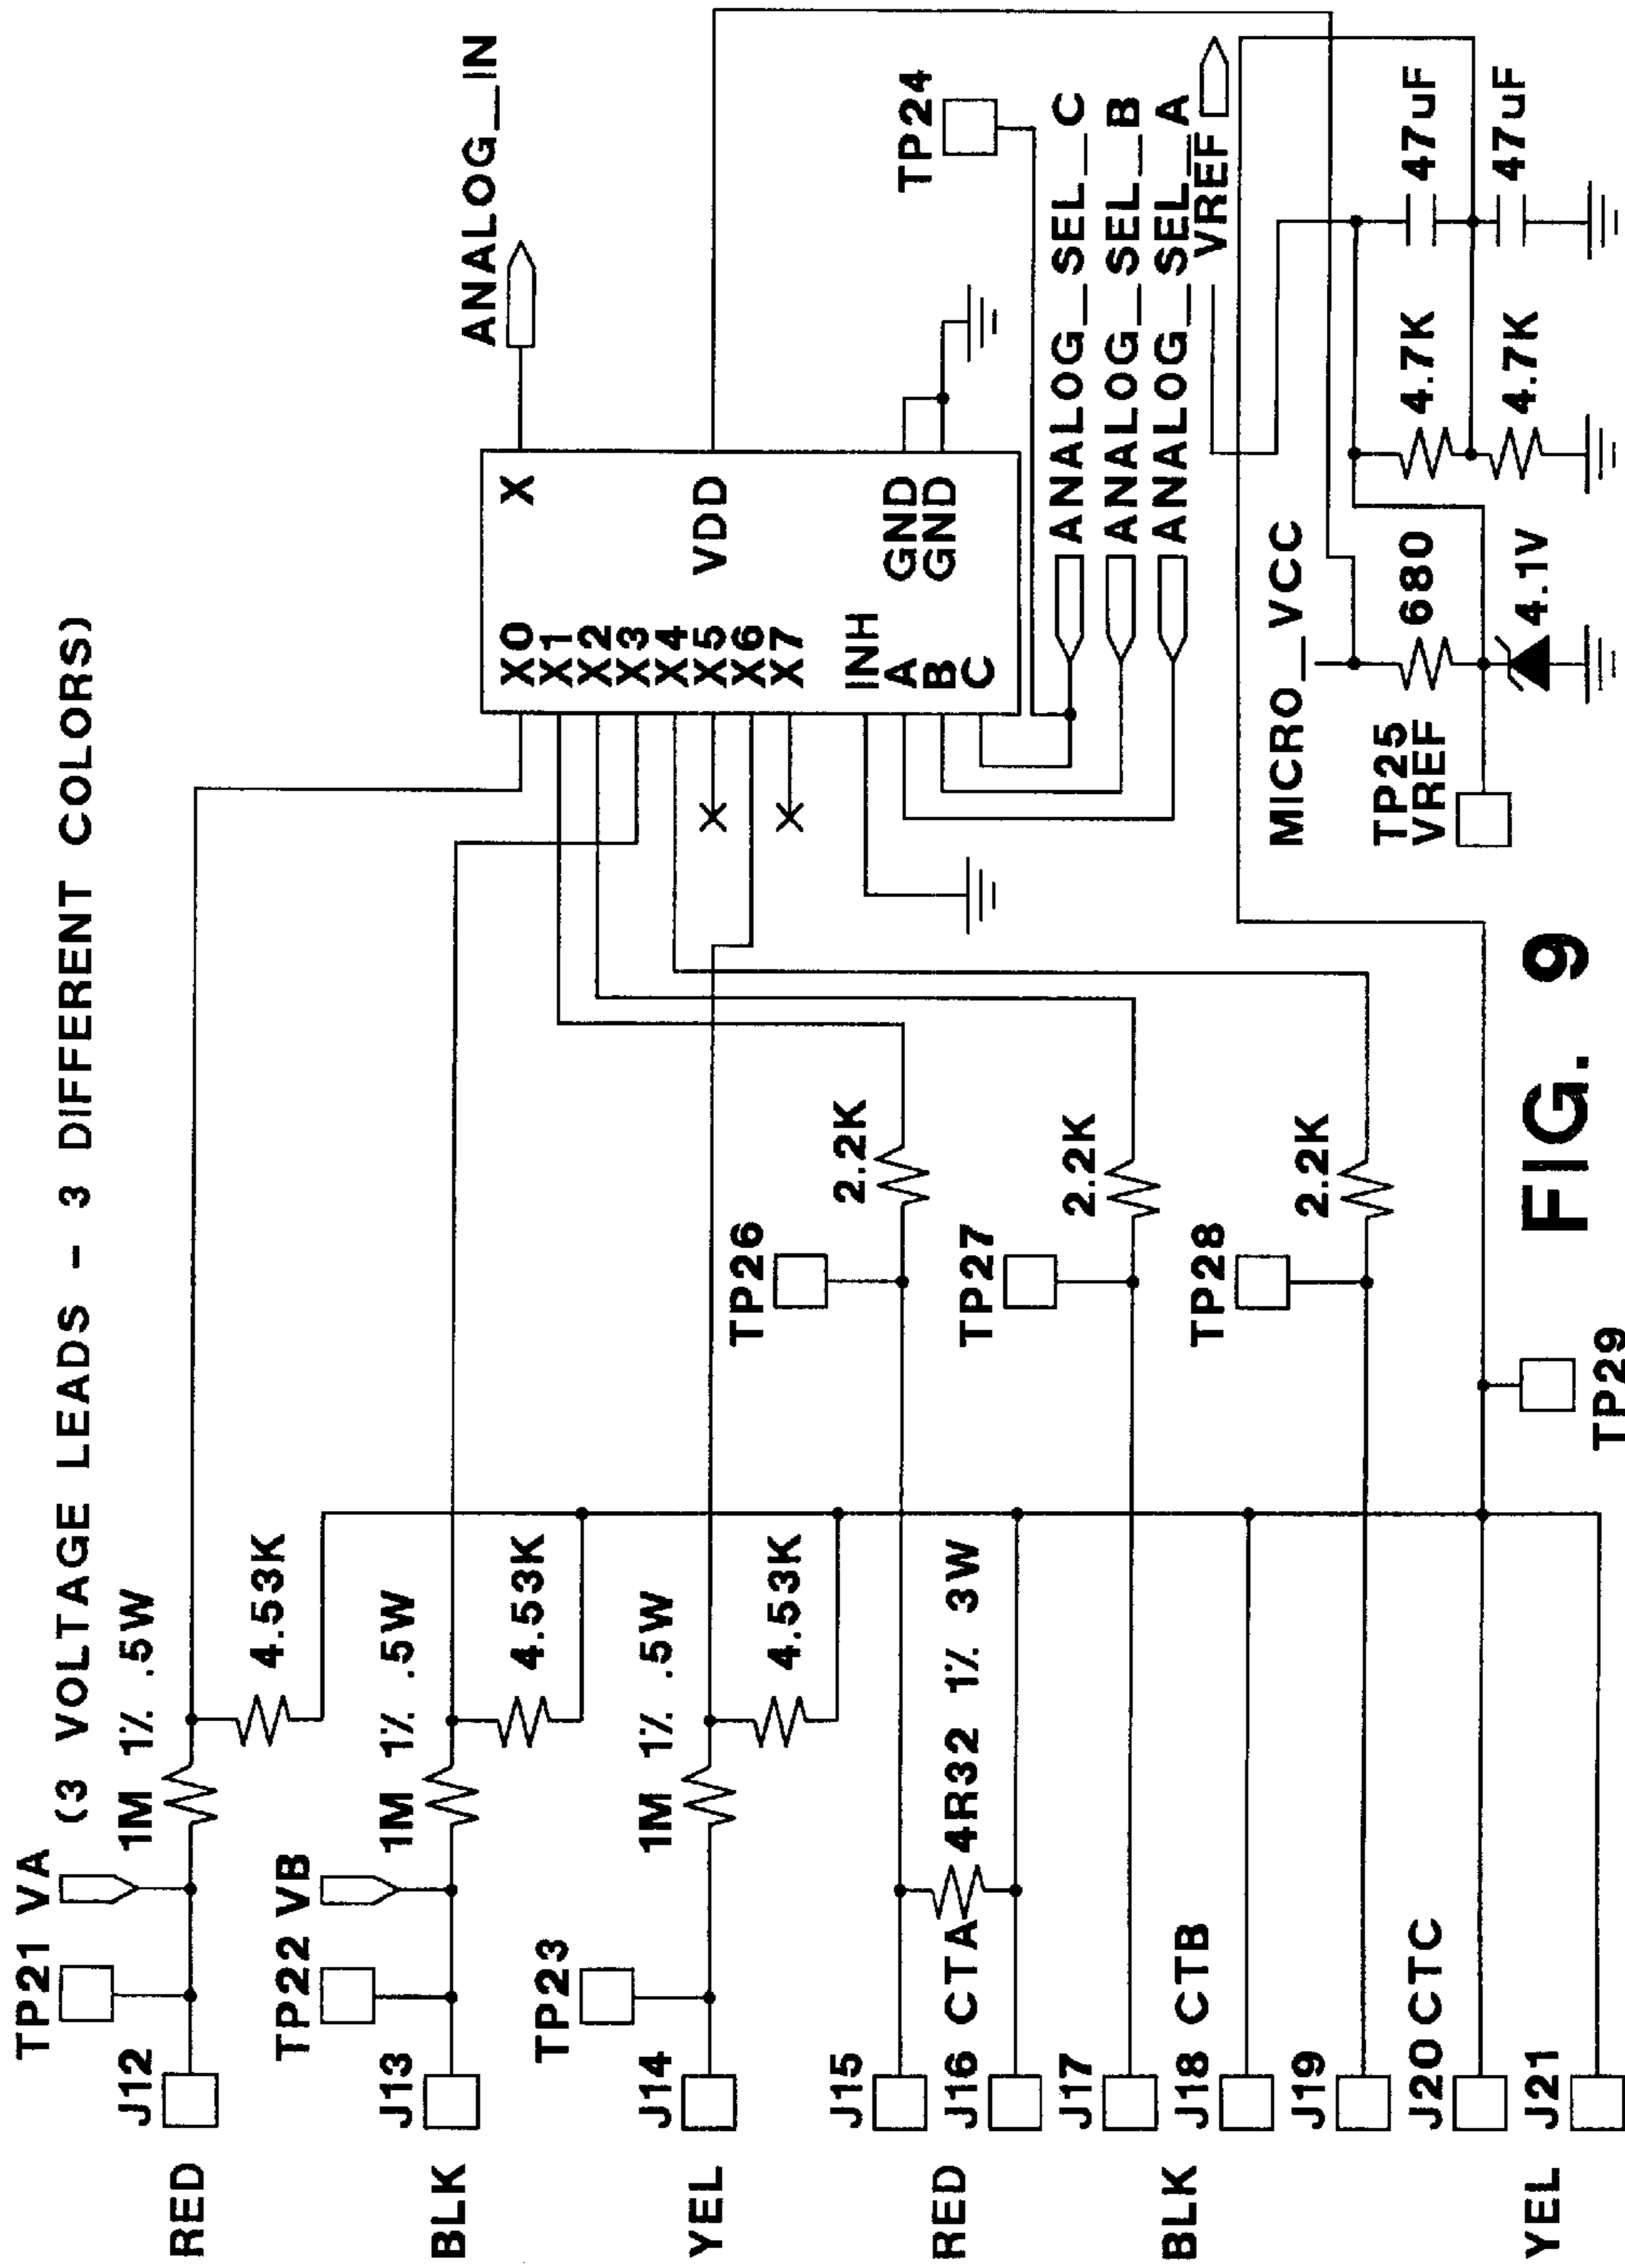 (3 VOLTAGE LEADS - 3 DIFFERENT COLORS)
TP21 VA
1M 1% .5W
J12
RED
4.53K
TP22 VB
1M 1% .5W
J13
BLK
4.53K
TP23
1M 1% .5W
J14
YEL
4.53K
ANALOG_IN
X0
X1
X2
X3
X4
X5
X6
X7
INH
A
B
C
X
VDD
GND
GND
TP24
ANALOG_SEL_C
ANALOG_SEL_B
ANALOG_SEL_A
VREF
TP26
2.2K
J15
RED
4R32 1% 3W
J16 CTA
TP27
2.2K
J17
BLK
J18 CTB
TP28
2.2K
J19
J20 CTC
YEL
J21
TP29
MICRO_VCC
680
TP25
VREF
4.1V
4.7K
4.7K
47uF
47uF
FIG. 9